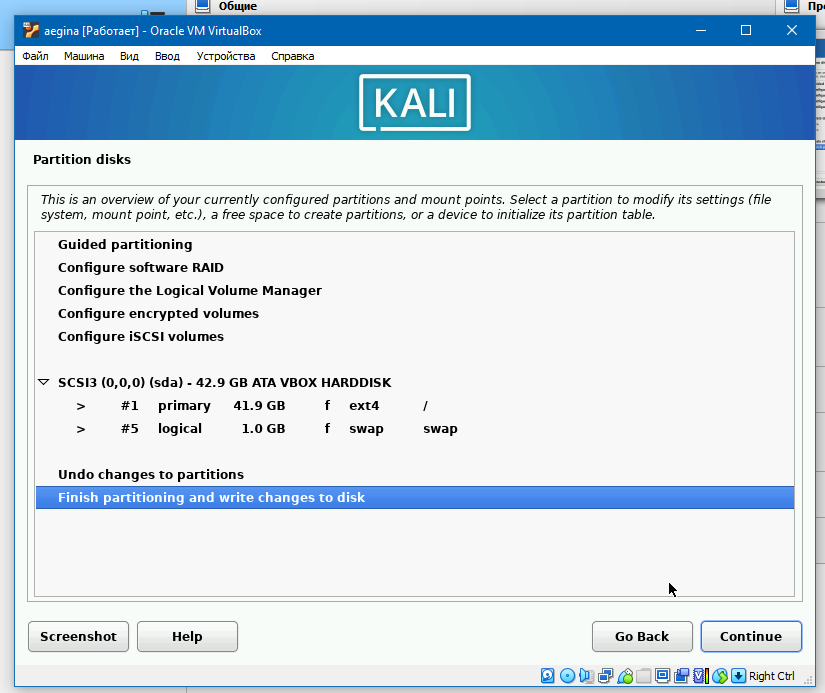 Общие
aegina [Работает] - Oracle VM VirtualBox
Файл Машина Вид Ввод Устройства Справка
KALI
Partition disks
This is an overview of your currently configured partitions and mount points. Select a partition to modify its settings (file
system, mount point, etc.), a free space to create partitions, or a device to initialize its partition table.
Guided partitioning
Configure software RAID
Configure the Logical Volume Manager
Configure encrypted volumes
Configure iSCSI volumes
SCSI3 (0,0,0) (sda) - 42.9 GB ATA VBOX HARDDISK
> #1 primary 41.9 GB f ext4 /
> #5 logical 1.0 GB f swap swap
Undo changes to partitions
Finish partitioning and write changes to disk
Screenshot Help Go Back Continue
Right Ctrl